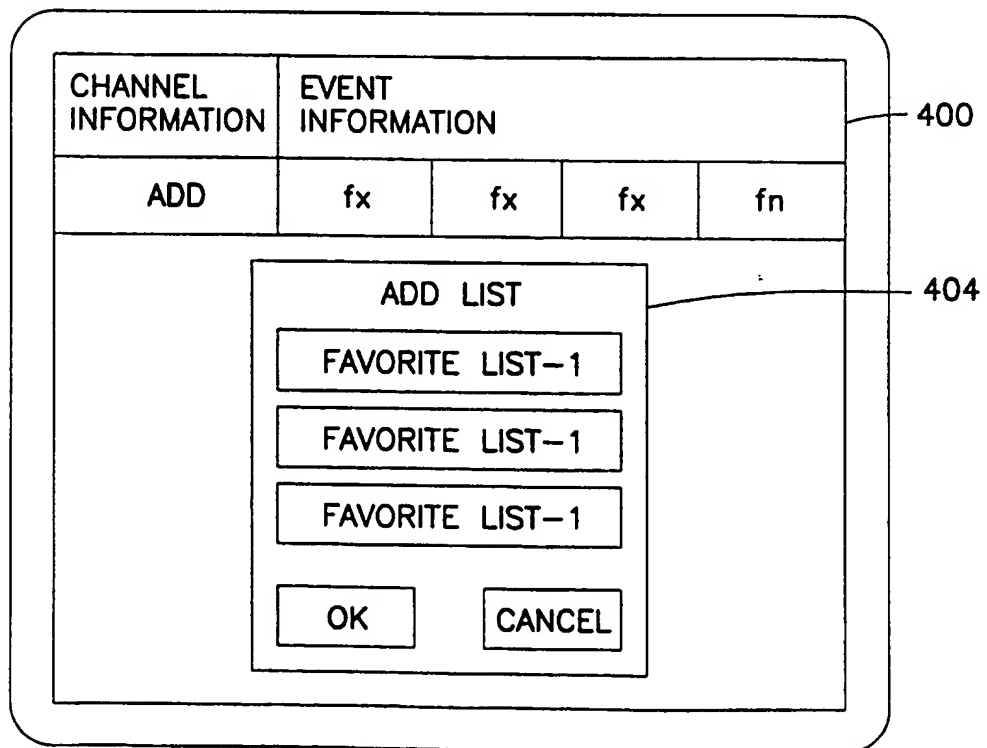 CHANNEL
INFORMATION
EVENT
INFORMATION
400
ADD
fx
fx
fx
fn
ADD LIST
404
FAVORITE LIST-1
FAVORITE LIST-1
FAVORITE LIST-1
OK
CANCEL